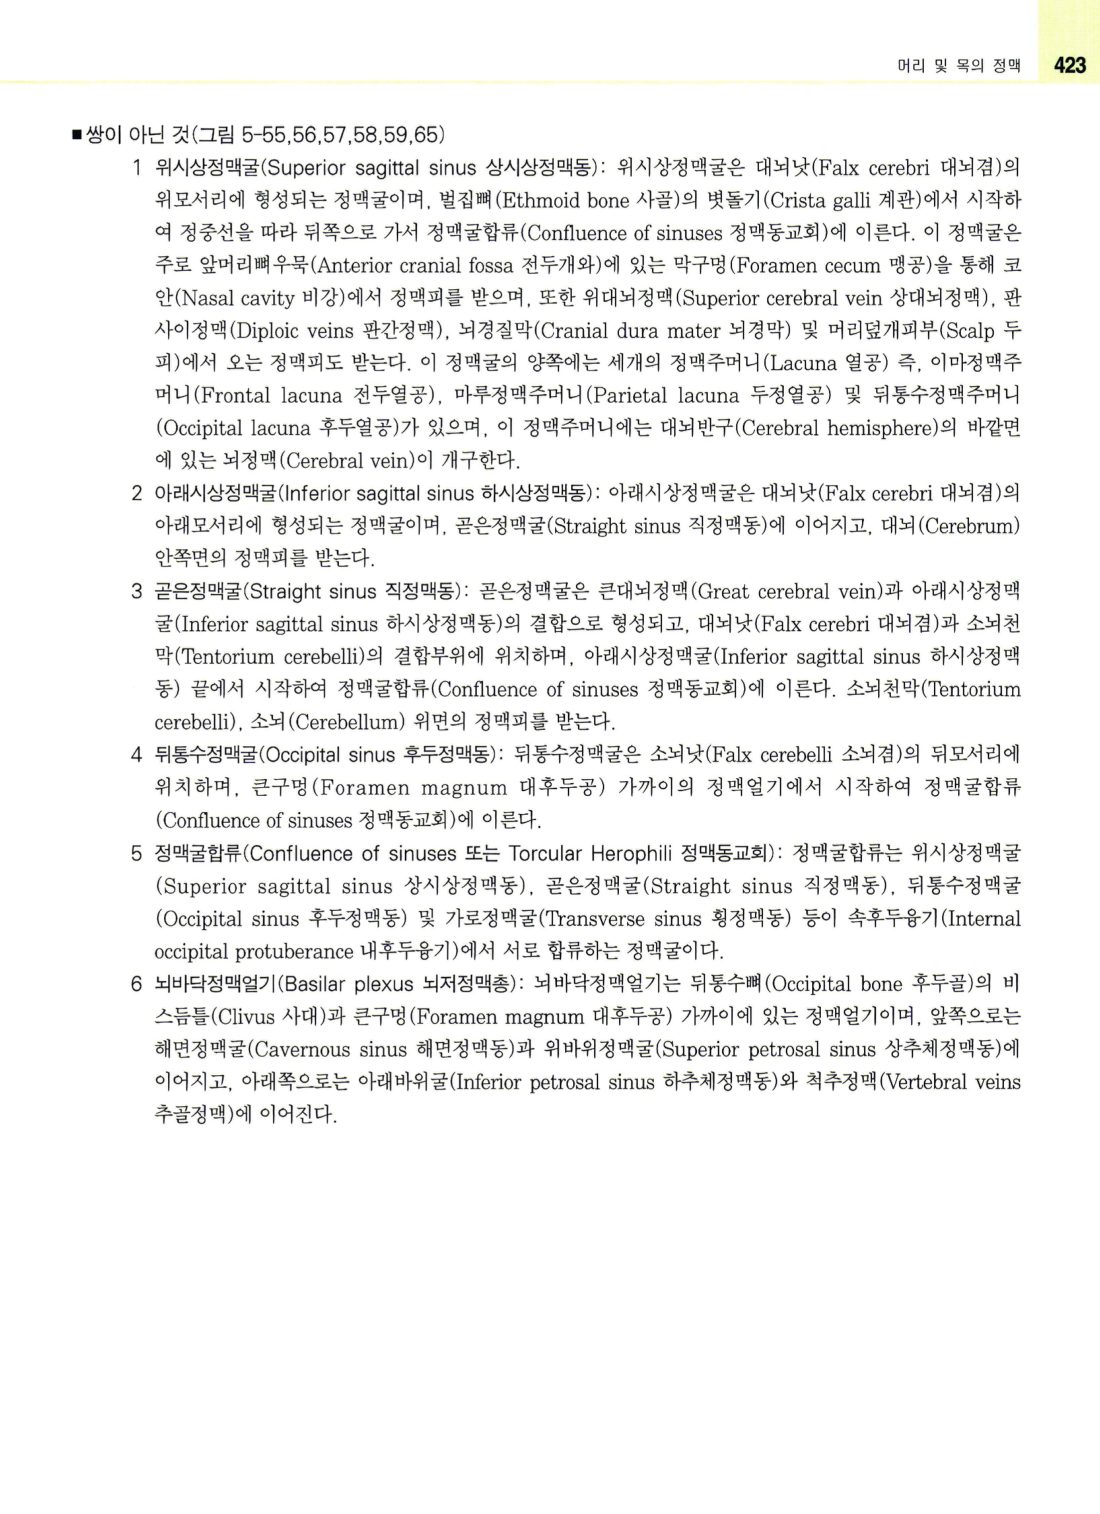 머리 및 목의 정맥 423
■ 쌍이 아닌 것(그림 5-55,56,57,58,59,65)
1 위시상정맥굴(Superior sagittal sinus 상시상정맥동): 위시상정맥굴은 대뇌낫(Falx cerebri 대뇌겸)의
위모서리에 형성되는 정맥굴이며, 벌집뼈(Ethmoid bone 사골)의 볏돌기(Crista galli 계관)에서 시작하
여 정중선을 따라 뒤쪽으로 가서 정맥굴합류(Confluence of sinuses 정맥동교회)에 이른다. 이 정맥굴은
주로 앞머리뼈우묵(Anterior cranial fossa 전두개와)에 있는 막구멍(Foramen cecum 맹공)을 통해 코
안(Nasal cavity 비강)에서 정맥피를 받으며, 또한 위대뇌정맥(Superior cerebral vein 상대뇌정맥), 판
사이정맥(Diploic veins 판간정맥), 뇌경질막(Cranial dura mater 뇌경막) 및 머리덮개피부(Scalp 두
피)에서 오는 정맥피도 받는다. 이 정맥굴의 양쪽에는 세개의 정맥주머니(Lacuna 열공) 즉, 이마정맥주
머니(Frontal lacuna 전두열공), 마루정맥주머니(Parietal lacuna 두정열공) 및 뒤통수정맥주머니
(Occipital lacuna 후두열공)가 있으며, 이 정맥주머니에는 대뇌반구(Cerebral hemisphere)의 바깥면
에 있는 뇌정맥(Cerebral vein)이 개구한다.
2 아래시상정맥굴(Inferior sagittal sinus 하시상정맥동): 아래시상정맥굴은 대뇌낫(Falx cerebri 대뇌겸)의
아래모서리에 형성되는 정맥굴이며, 곧은정맥굴(Straight sinus 직정맥동)에 이어지고, 대뇌(Cerebrum)
안쪽면의 정맥피를 받는다.
3 곧은정맥굴(Straight sinus 직정맥동): 곧은정맥굴은 큰대뇌정맥(Great cerebral vein)과 아래시상정맥
굴(Inferior sagittal sinus 하시상정맥동)의 결합으로 형성되고, 대뇌낫(Falx cerebri 대뇌겸)과 소뇌천
막(Tentorium cerebelli)의 결합부위에 위치하며, 아래시상정맥굴(Inferior sagittal sinus 하시상정맥
동) 끝에서 시작하여 정맥굴합류(Confluence of sinuses 정맥동교회)에 이른다. 소뇌천막(Tentorium
cerebelli), 소뇌(Cerebellum) 위면의 정맥피를 받는다.
4 뒤통수정맥굴(Occipital sinus 후두정맥동): 뒤통수정맥굴은 소뇌낫(Falx cerebelli 소뇌겸)의 뒤모서리에
위치하며, 큰구멍(Foramen magnum 대후두공) 가까이의 정맥얼기에서 시작하여 정맥굴합류
(Confluence of sinuses 정맥동교회)에 이른다.
5 정맥굴합류(Confluence of sinuses 또는 Torcular Herophili 정맥동교회): 정맥굴합류는 위시상정맥굴
(Superior sagittal sinus 상시상정맥동), 곧은정맥굴(Straight sinus 직정맥동), 뒤통수정맥굴
(Occipital sinus 후두정맥동) 및 가로정맥굴(Transverse sinus 횡정맥동) 등이 속후두융기(Internal
occipital protuberance 내후두융기)에서 서로 합류하는 정맥굴이다.
6 뇌바닥정맥얼기(Basilar plexus 뇌저정맥총): 뇌바닥정맥얼기는 뒤통수뼈(Occipital bone 후두골)의 비
스듬틀(Clivus 사대)과 큰구멍(Foramen magnum 대후두공) 가까이에 있는 정맥얼기이며, 앞쪽으로는
해면정맥굴(Cavernous sinus 해면정맥동)과 위바위정맥굴(Superior petrosal sinus 상추체정맥동)에
이어지고, 아래쪽으로는 아래바위굴(Inferior petrosal sinus 하추체정맥동)와 척추정맥(Vertebral veins
추골정맥)에 이어진다.